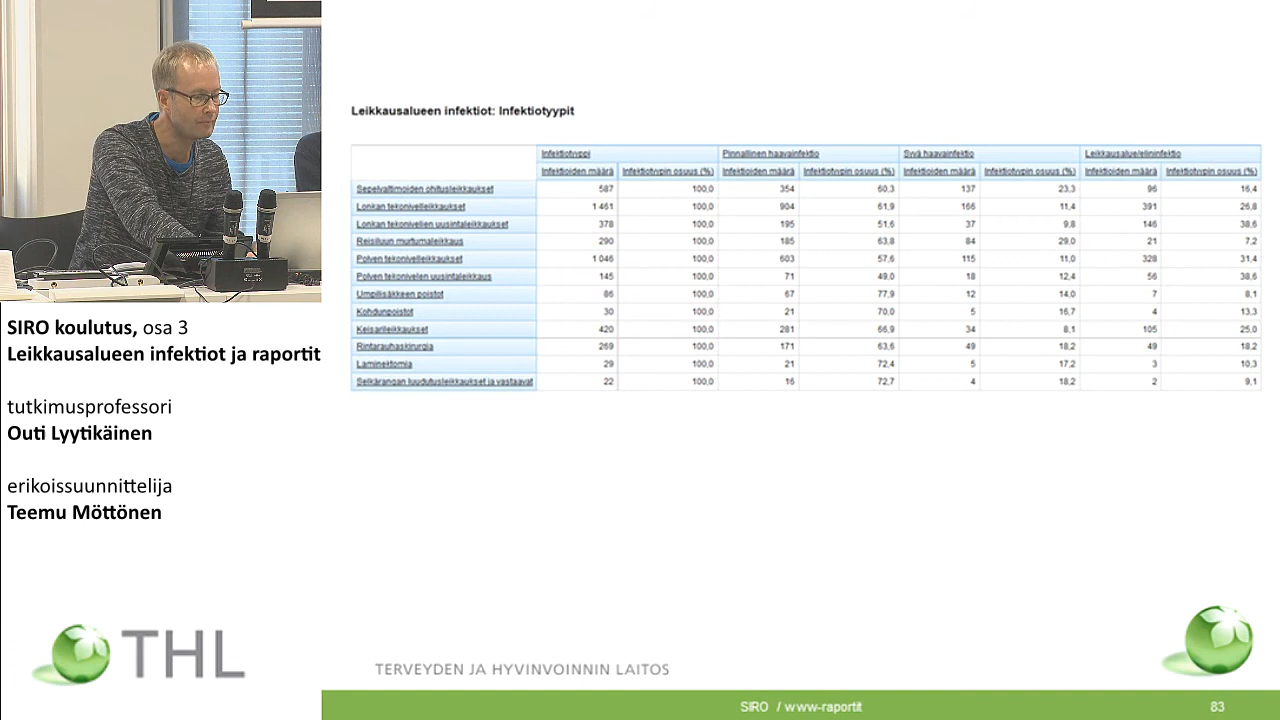 Leikkausalueen infektiot: Infektiotyypit
Infektiotyyppi Pinnallinen haavainfektio Syvä haavainfektio Leikkausalue/elininfektio
Infektioiden määrä Infektiotypin osuus (%) Infektioiden määrä Infektiotypin osuus (%) Infektioiden määrä Infektiotypin osuus (%) Infektioiden määrä Infektiotypin osuus (%)
Sepelvaltimoiden ohitusleikkaukset 587 100,0 354 60,3 137 23,3 96 16,4
Lonkan tekonivelleikkaukset 1 461 100,0 904 61,9 166 11,4 391 26,8
Lonkan tekonivelien uusintaleikkaukset 378 100,0 195 51,6 37 9,8 146 38,6
Reisiluun murtumaleikkaus 290 100,0 185 63,8 84 29,0 21 7,2
Polven tekonivelleikkaukset 1 046 100,0 603 57,6 115 11,0 328 31,4
Polven tekonivelen uusintaleikkaus 145 100,0 71 49,0 18 12,4 56 38,6
Umpilisäkkeen poistot 86 100,0 67 77,9 12 14,0 7 8,1
Kohdunpoistot 30 100,0 21 70,0 5 16,7 4 13,3
Keisarileikkaukset 420 100,0 281 66,9 34 8,1 105 25,0
Rintarauhaskirurgia 269 100,0 171 63,6 49 18,2 49 18,2
Laminektomia 29 100,0 21 72,4 5 17,2 3 10,3
Selkärangan luudutusleikkaukset ja vastaavat 22 100,0 16 72,7 4 18,2 2 9,1
SIRO koulutus, osa 3
Leikkausalueen infektiot ja raportit
tutkimusprofessori
Outi Lyytikäinen
erikoissuunnittelija
Teemu Möttönen
THL
TERVEYDEN JA HYVINVOINNIN LAITOS
SIRO / www-raportit 83